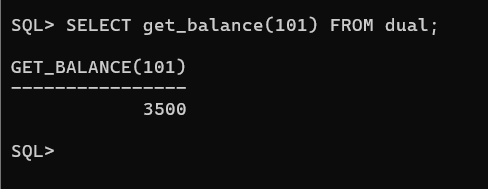 SQL> SELECT get_balance(101) FROM dual;
GET_BALANCE(101)
----------------
3500
SQL>